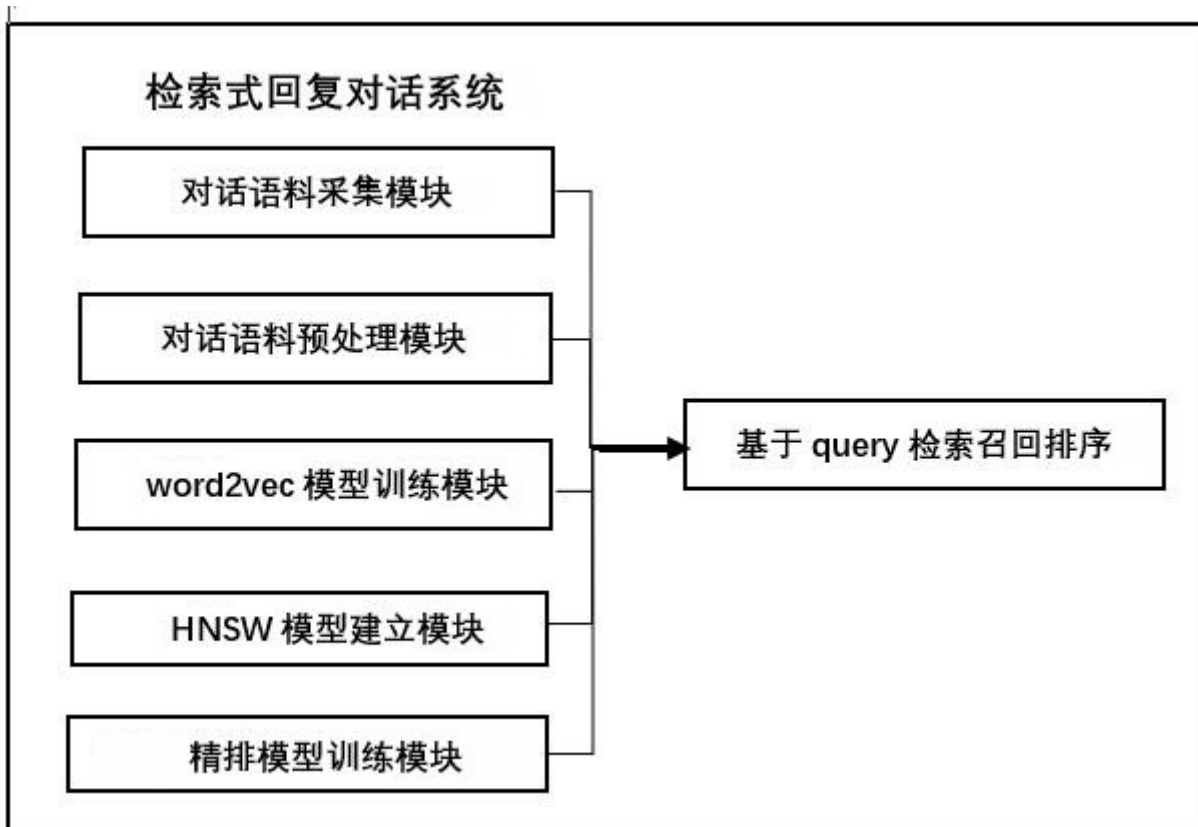 检索式回复对话系统
对话语料采集模块
对话语料预处理模块
word2vec 模型训练模块
基于 query 检索召回排序
HNSW 模型建立模块
精排模型训练模块